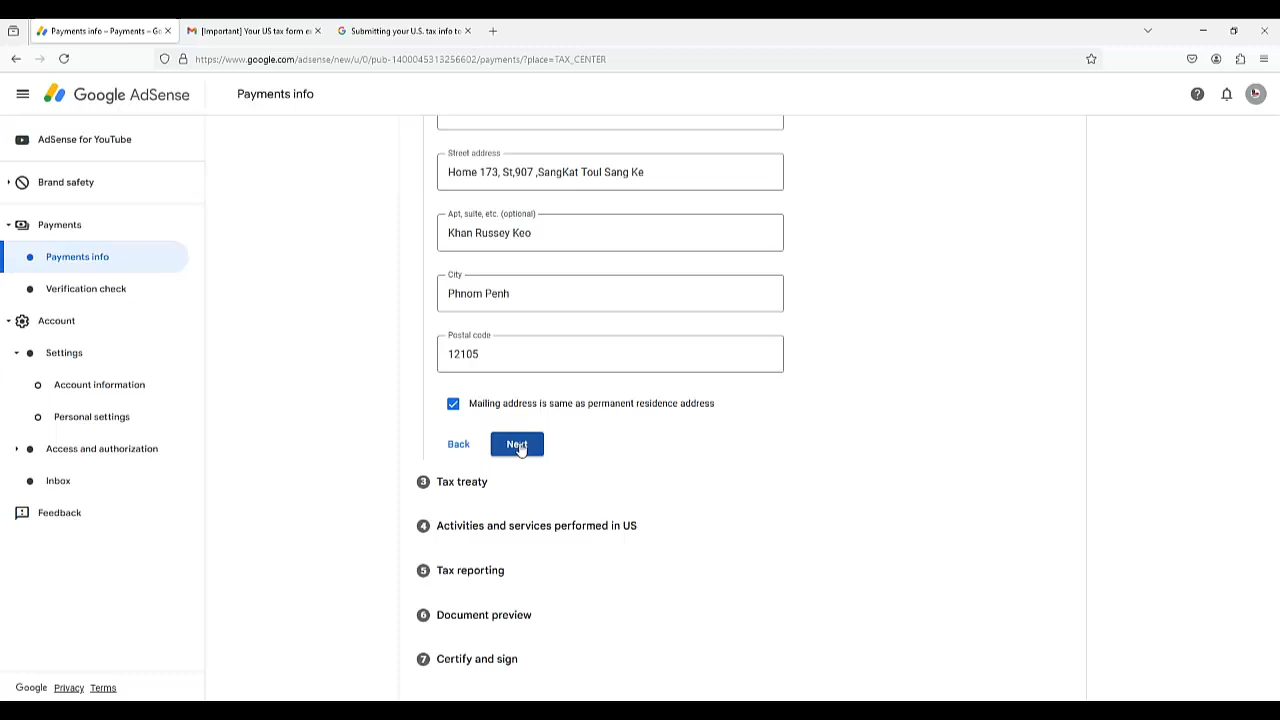 Payments info – Payments – Go
[Important] Your US tax form e
Submitting your U.S. tax info to
https://www.google.com/adsense/new/u/0/pub-1400045313256602/payments/?place=TAX_CENTER
Google AdSense
Payments info
AdSense for YouTube
Brand safety
Payments
Payments info
Verification check
Account
Settings
Account information
Personal settings
Access and authorization
Inbox
Feedback
Google Privacy Terms
Street address
Home 173, St,907 ,SangKat Toul Sang Ke
Apt, suite, etc. (optional)
Khan Russey Keo
City
Phnom Penh
Postal code
12105
Mailing address is same as permanent residence address
Back
Next
3 Tax treaty
4 Activities and services performed in US
5 Tax reporting
6 Document preview
7 Certify and sign